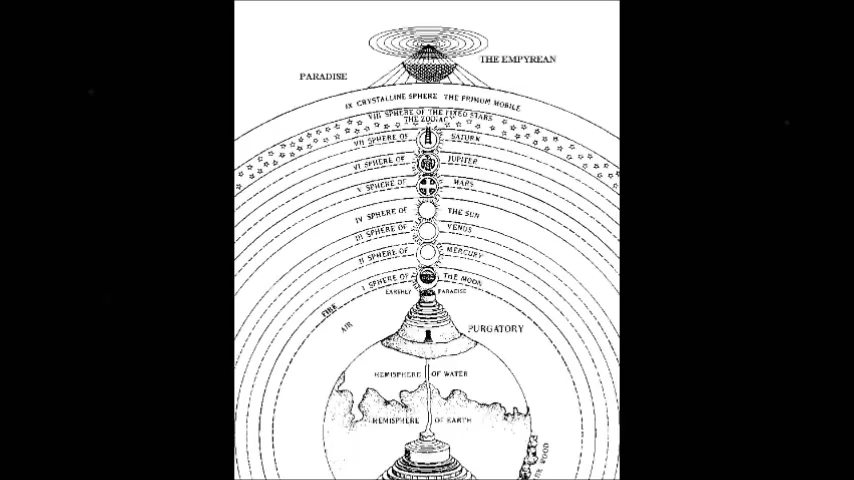 THE EMPYREAN
PARADISE
IX CRYSTALLINE SPHERE THE PRIMUM MOBILE
VIII SPHERE OF THE FIXED STARS
THE ZODIAC
VII SPHERE OF SATURN
VI SPHERE OF JUPITER
V SPHERE OF MARS
IV SPHERE OF THE SUN
III SPHERE OF VENUS
II SPHERE OF MERCURY
I SPHERE OF THE MOON
EARTHLY PARADISE
FIRE
AIR
PURGATORY
HEMISPHERE OF WATER
HEMISPHERE OF EARTH
WOOD